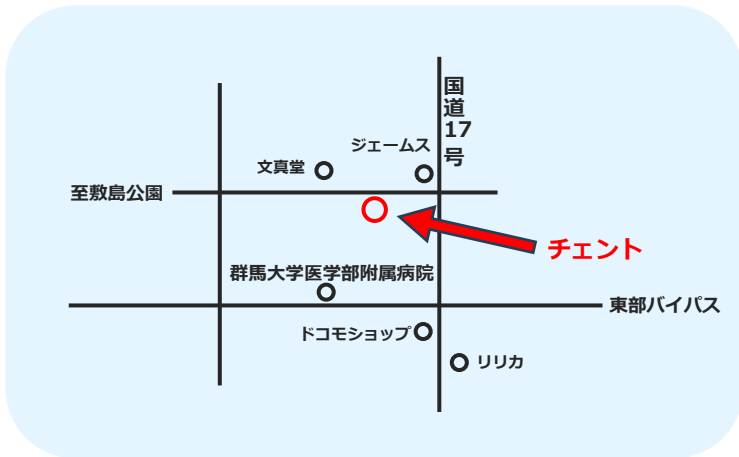 国道17号
ジェームス
文真堂
至敷島公園
チェント
群馬大学医学部附属病院
東部バイパス
ドコモショップ
リリカ